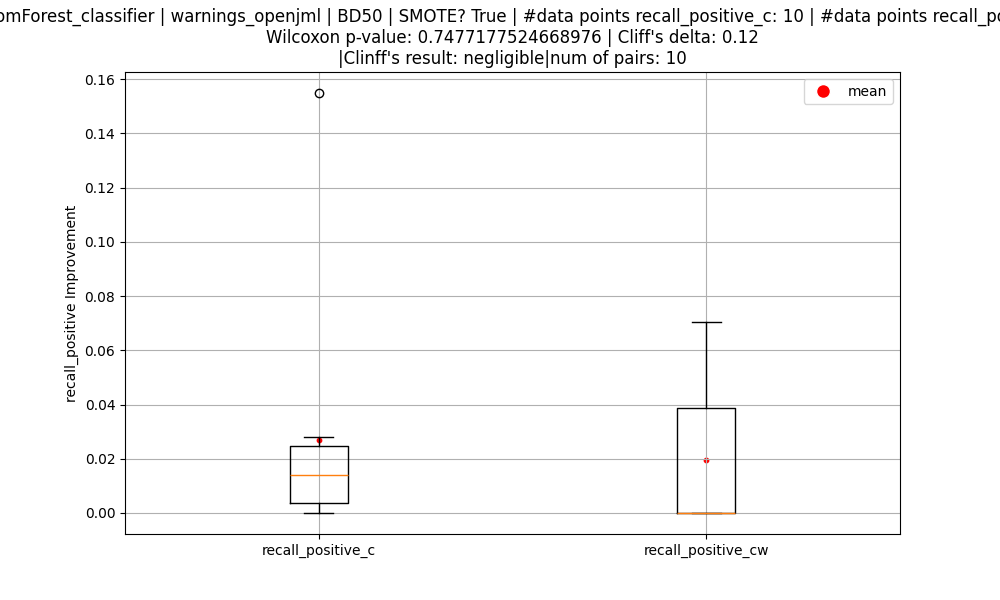 | warnings_openjml | BD50 | SMOTE? True | #data points recall_positive_c: 10 | #data points
Wilcoxon p-value: 0.7477177524668976 | Cliff's delta: 0.12
|Clinff's result: negligible|num of pairs: 10
0.16
mean
0.14
0.12
0.10
0.08
0.06
0.04
0.02
0.00
recall_positive Improvement
recall_positive_c
recall_positive_cw